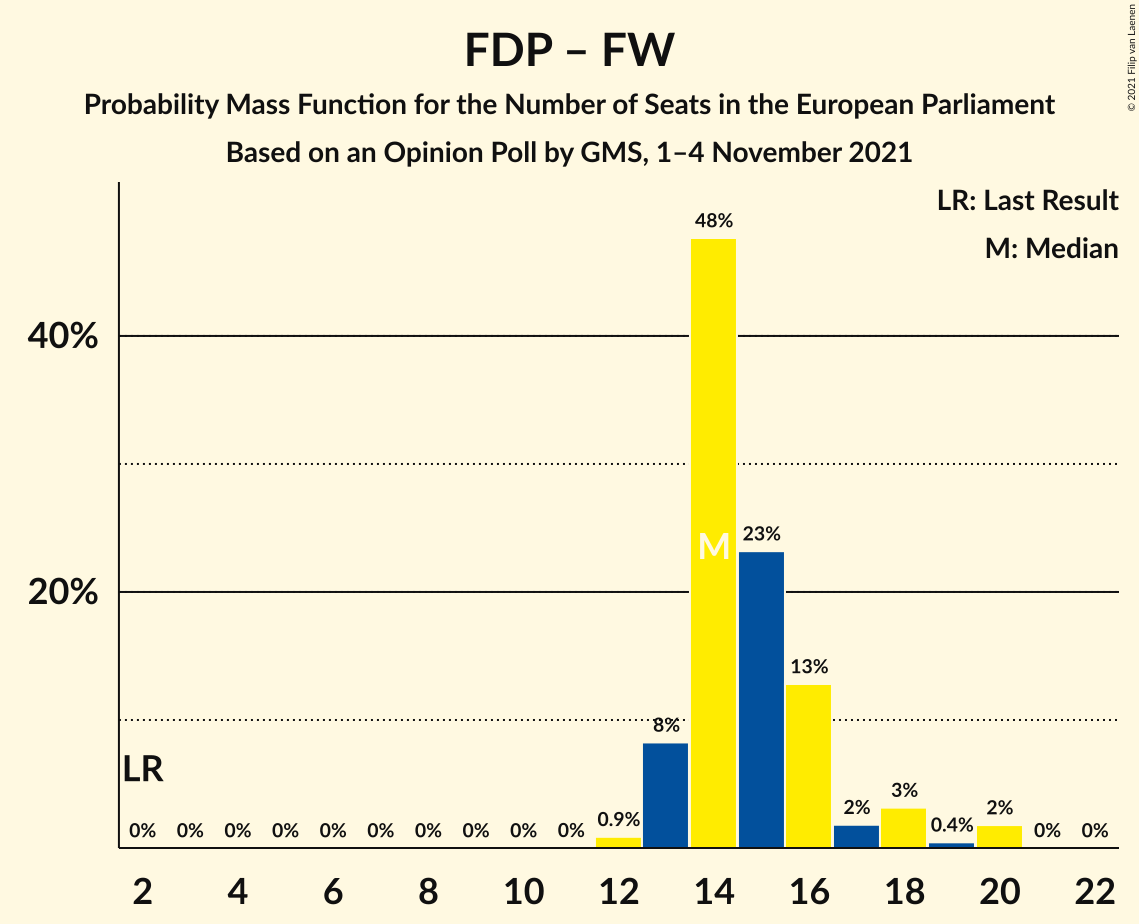 © 2021 Filip van Laenen
FDP – FW
Probability Mass Function for the Number of Seats in the European Parliament
Based on an Opinion Poll by GMS, 1–4 November 2021
LR: Last Result
M: Median
48%
40%
M
23%
20%
13%
8%
LR
0% 0% 0% 0% 0% 0% 0% 0% 0% 0% 0.9% 2% 3% 0.4% 2% 0% 0%
2 4 6 8 10 12 14 16 18 20 22